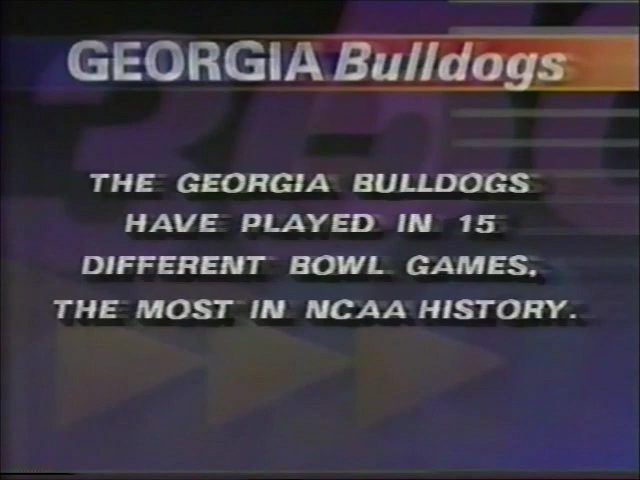 GEORGIA Bulldogs
THE GEORGIA BULLDOGS
HAVE PLAYED IN 15
DIFFERENT BOWL GAMES,
THE MOST IN NCAA HISTORY.